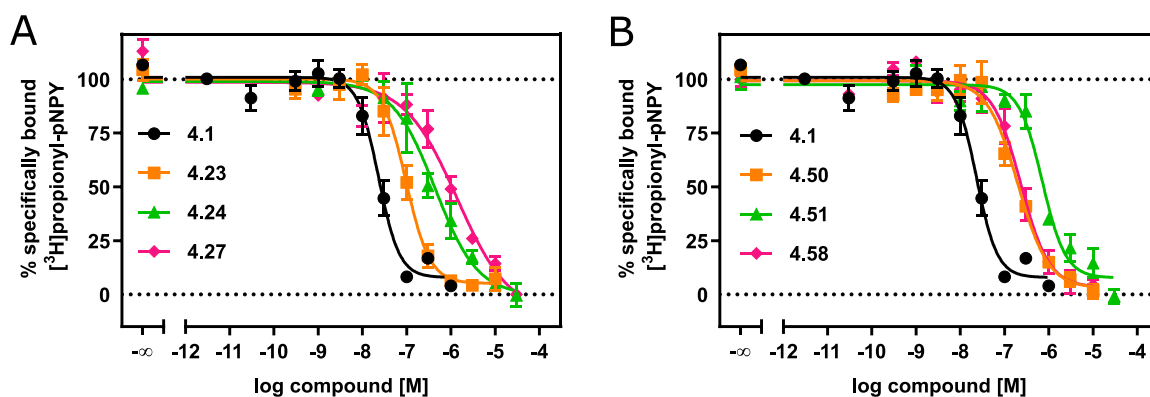 A
% specifically bound
[³H]propionyl-pNPY
100
75
50
25
0
4.1
4.23
4.24
4.27
-∞ -12 -11 -10 -9 -8 -7 -6 -5 -4
log compound [M]
B
% specifically bound
[³H]propionyl-pNPY
100
75
50
25
0
4.1
4.50
4.51
4.58
-∞ -12 -11 -10 -9 -8 -7 -6 -5 -4
log compound [M]